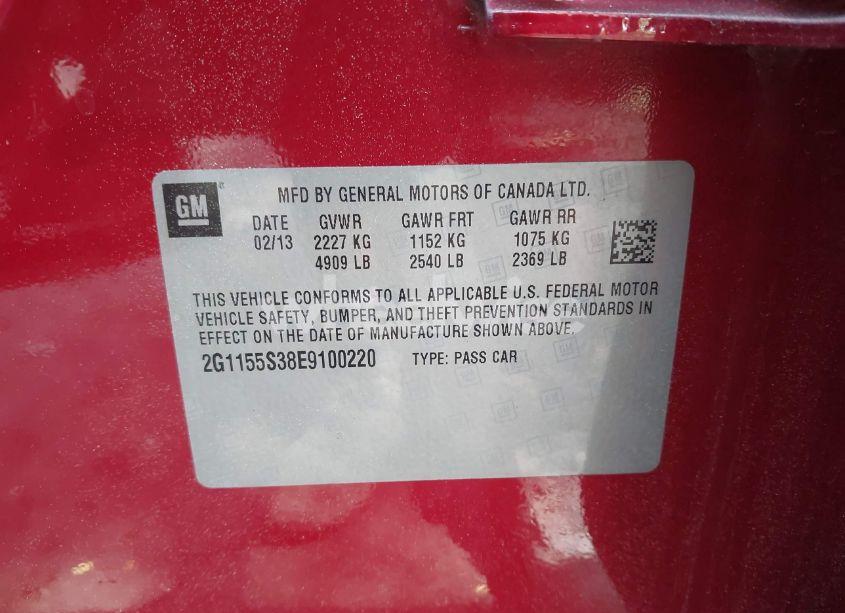 GM
MFD BY GENERAL MOTORS OF CANADA LTD.
DATE GVWR GAWR FRT GAWR RR
02/13 2227 KG 1152 KG 1075 KG
4909 LB 2540 LB 2369 LB
THIS VEHICLE CONFORMS TO ALL APPLICABLE U.S. FEDERAL MOTOR
VEHICLE SAFETY, BUMPER, AND THEFT PREVENTION STANDARDS IN
EFFECT ON THE DATE OF MANUFACTURE SHOWN ABOVE.
2G1155S38E9100220 TYPE: PASS CAR